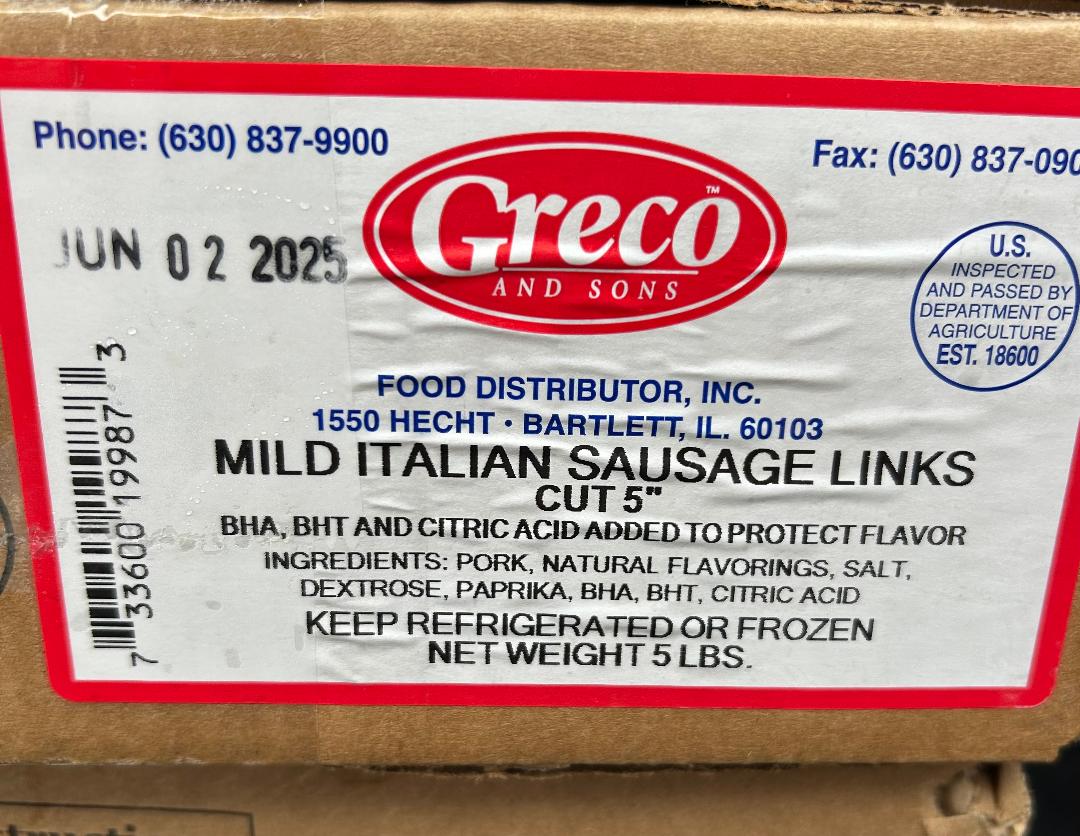 Phone: (630) 837-9900
Fax: (630) 837-090
Greco™
AND SONS
JUN 02 2025
U.S.
INSPECTED
AND PASSED BY
DEPARTMENT OF
AGRICULTURE
EST. 18600
FOOD DISTRIBUTOR, INC.
1550 HECHT • BARTLETT, IL. 60103
MILD ITALIAN SAUSAGE LINKS
CUT 5"
BHA, BHT AND CITRIC ACID ADDED TO PROTECT FLAVOR
INGREDIENTS: PORK, NATURAL FLAVORINGS, SALT,
DEXTROSE, PAPRIKA, BHA, BHT, CITRIC ACID
KEEP REFRIGERATED OR FROZEN
NET WEIGHT 5 LBS.
7 33600 19987 3